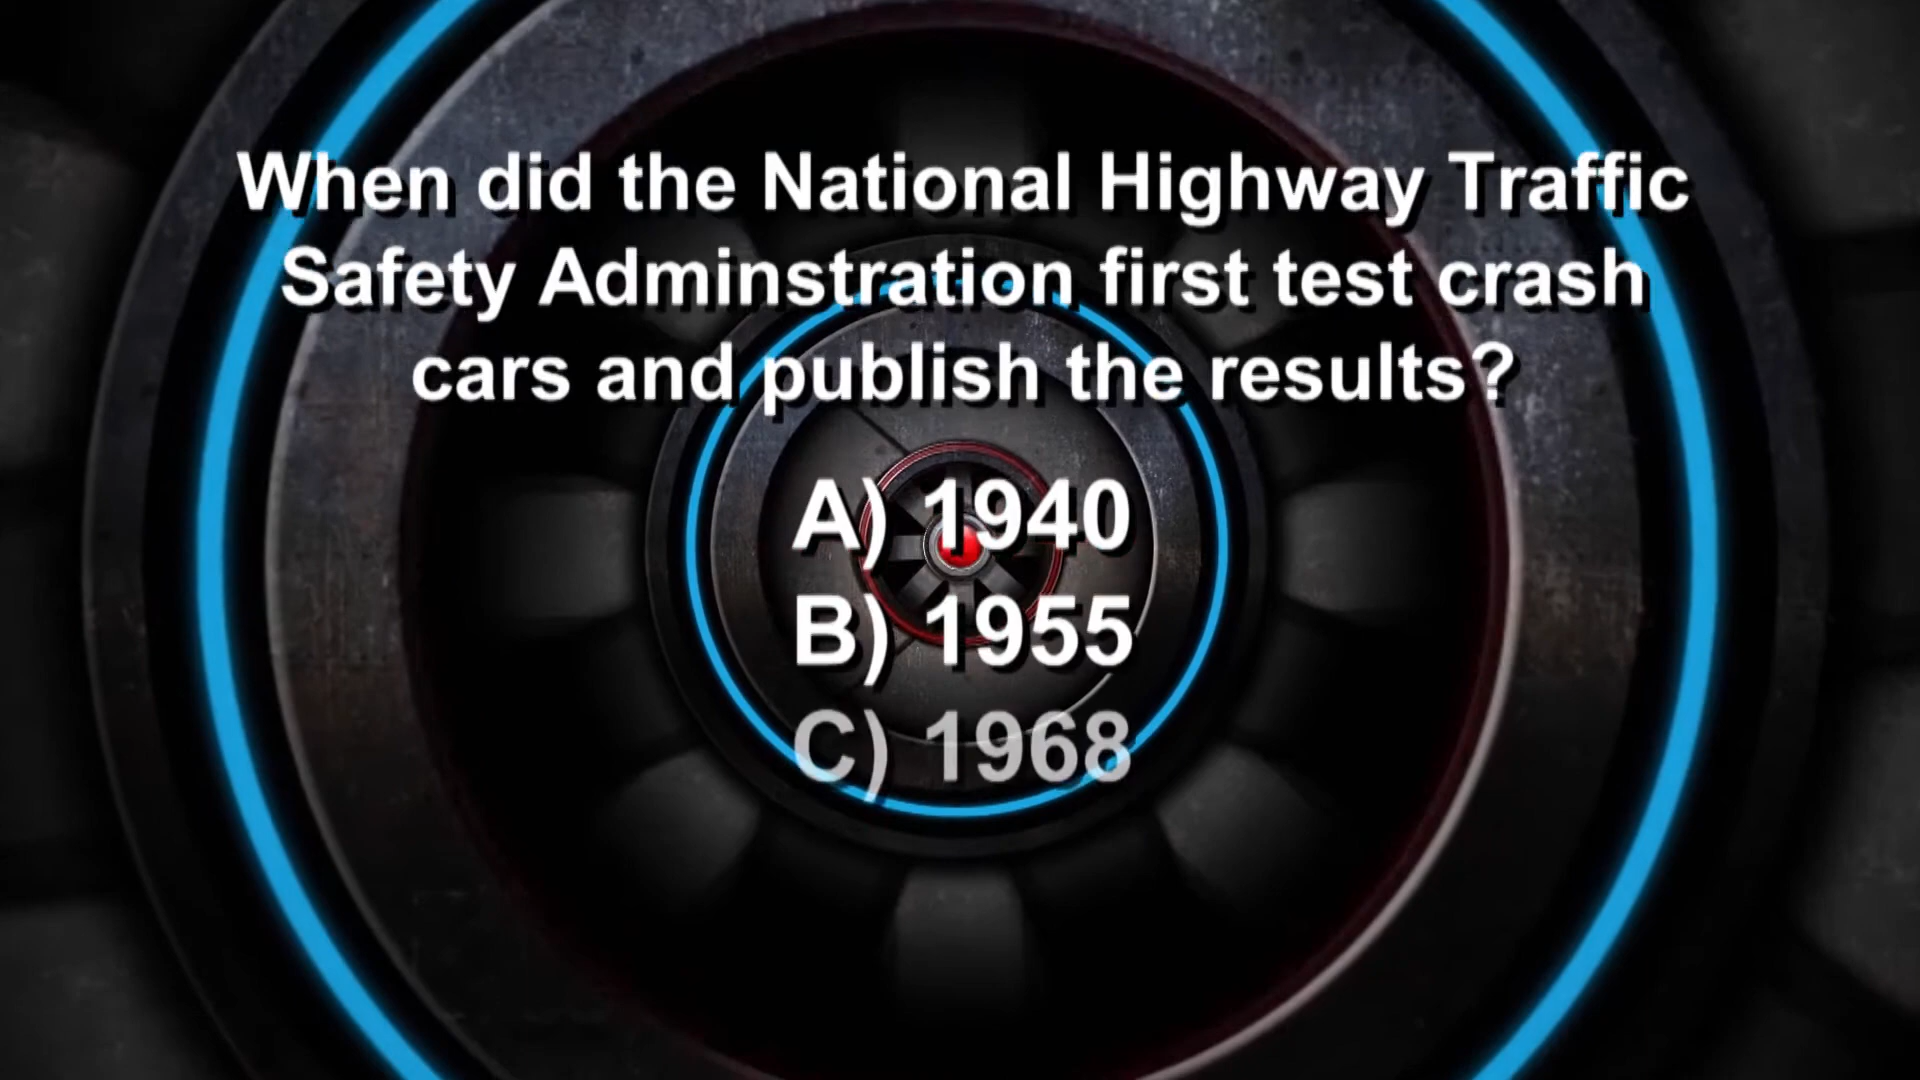 When did the National Highway Traffic
Safety Adminstration first test crash
cars and publish the results?
A) 1940
B) 1955
C) 1968